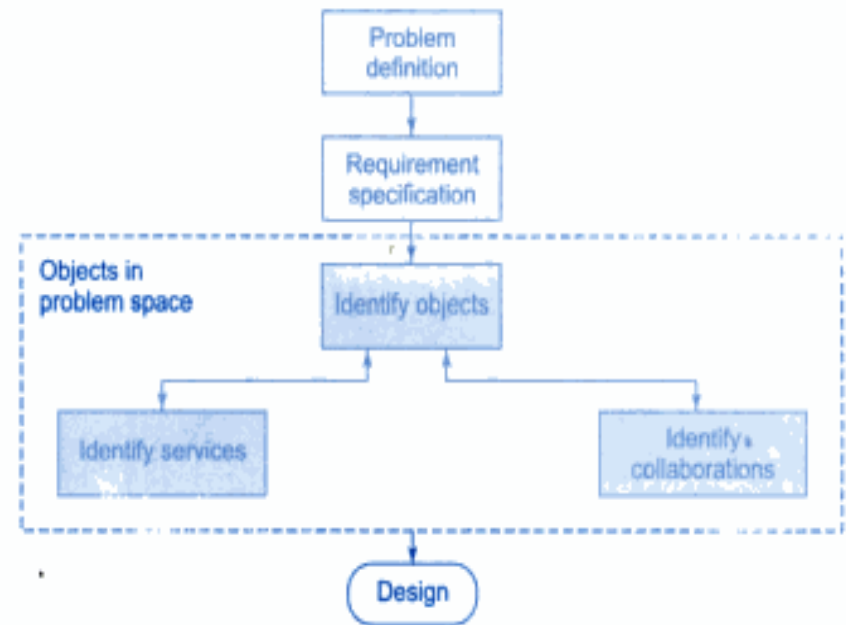 Problem
definition
Requirement
specification
Objects in
problem space
Identify objects
Identify services
Identify
collaborations
Design